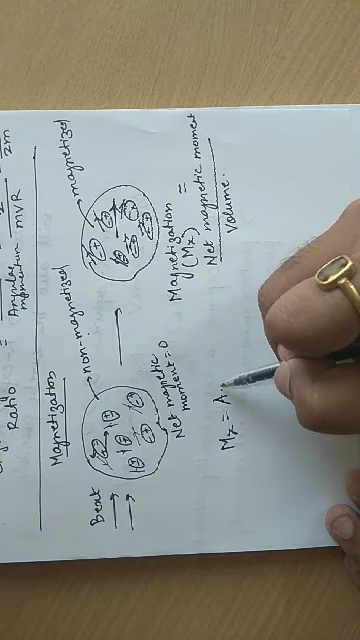 Ratio = Angular momentum = mVR = 2m
Magnetization
non-magnetized
magnetized
Bext
Net magnetic
moment = 0
Magnetization =
(Mz)
Net magnetic moment
Volume.
Mz = A